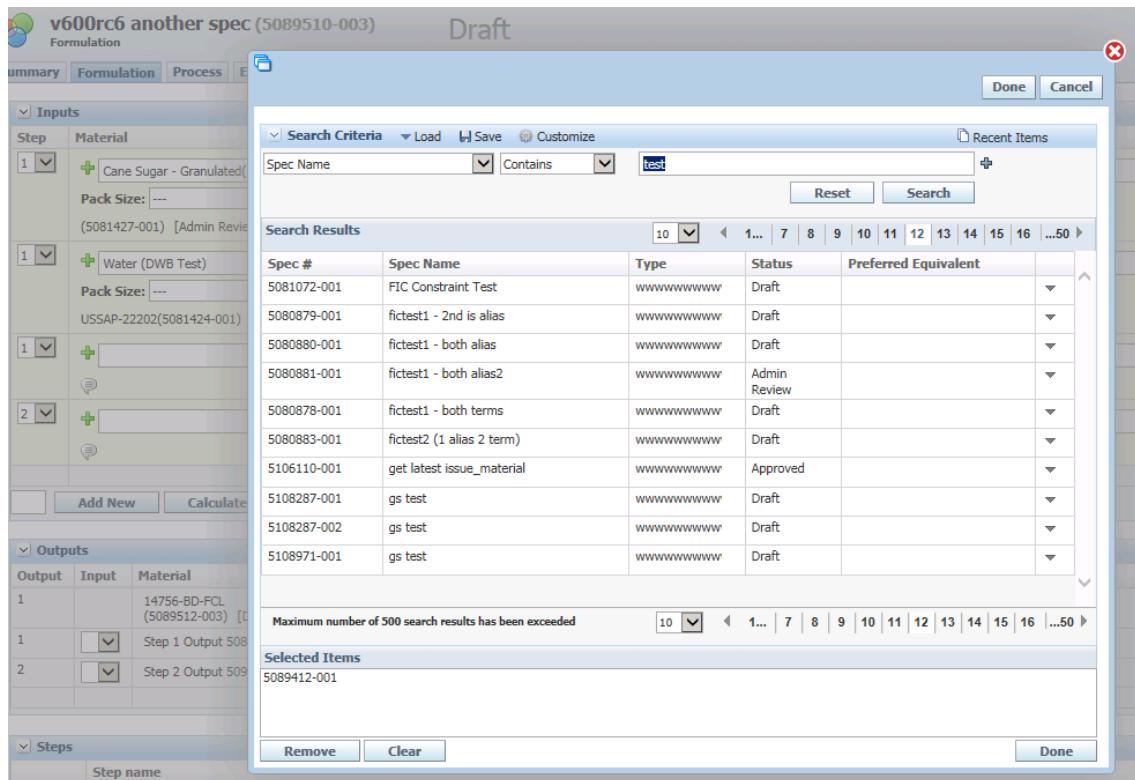 v600rc6 another spec (5089510-003) Draft
Formulation
ummary Formulation Process E
Inputs
Step Material
1 Cane Sugar - Granulated(
Pack Size: ---
(5081427-001) [Admin Revie
1 Water (DWB Test)
Pack Size: ---
USSAP-22202(5081424-001)
1
2
Add New Calculate
Outputs
Output Input Material
1 14756-BD-FCL
(5089512-003) [D
1 Step 1 Output 508
2 Step 2 Output 509
Steps
Step name
Done Cancel
Search Criteria Load Save Customize Recent Items
Spec Name Contains test
Reset Search
Search Results 10 1... 7 8 9 10 11 12 13 14 15 16 ...50
Spec # Spec Name Type Status Preferred Equivalent
5081072-001 FIC Constraint Test wwwwwwwwww Draft
5080879-001 fictest1 - 2nd is alias wwwwwwwwww Draft
5080880-001 fictest1 - both alias wwwwwwwwww Draft
5080881-001 fictest1 - both alias2 wwwwwwwwww Admin
Review
5080878-001 fictest1 - both terms wwwwwwwwww Draft
5080883-001 fictest2 (1 alias 2 term) wwwwwwwwww Draft
5106110-001 get latest issue_material wwwwwwwwww Approved
5108287-001 gs test wwwwwwwwww Draft
5108287-002 gs test wwwwwwwwww Draft
5108971-001 gs test wwwwwwwwww Draft
Maximum number of 500 search results has been exceeded 10 1... 7 8 9 10 11 12 13 14 15 16 ...50
Selected Items
5089412-001
Remove Clear Done